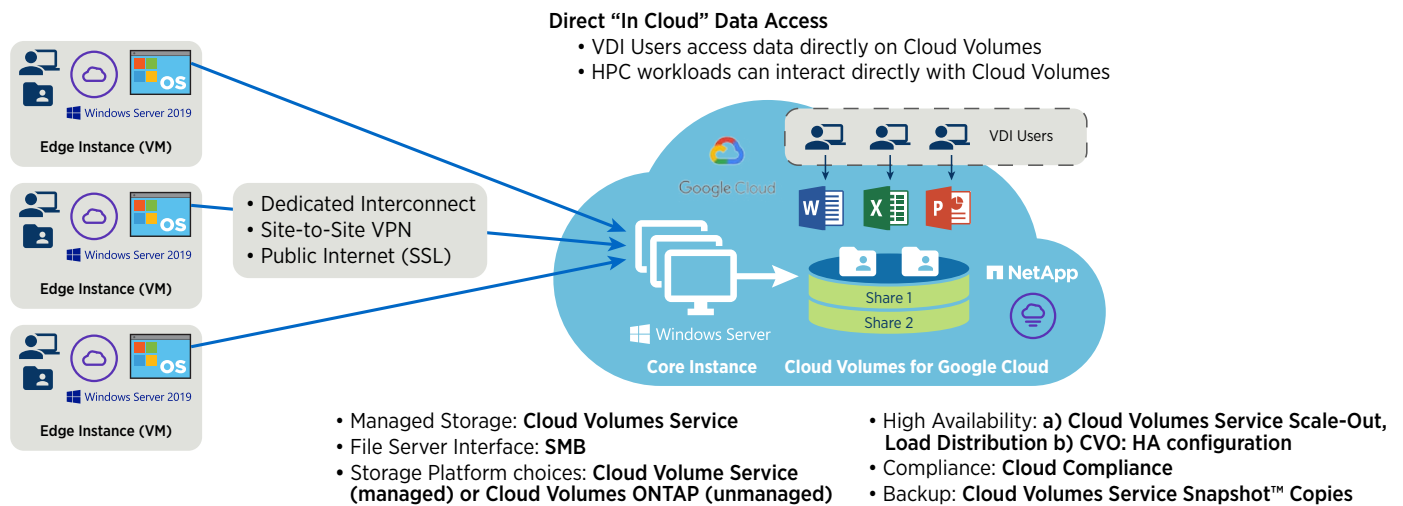 Direct “In Cloud” Data Access
• VDI Users access data directly on Cloud Volumes
• HPC workloads can interact directly with Cloud Volumes
OS
Windows Server 2019
Edge Instance (VM)
OS
Windows Server 2019
Edge Instance (VM)
OS
Windows Server 2019
Edge Instance (VM)
• Dedicated Interconnect
• Site-to-Site VPN
• Public Internet (SSL)
Google Cloud
VDI Users
W
X
P
Share 1
Share 2
NetApp
Windows Server
Core Instance
Cloud Volumes for Google Cloud
• Managed Storage: Cloud Volumes Service
• File Server Interface: SMB
• Storage Platform choices: Cloud Volume Service
(managed) or Cloud Volumes ONTAP (unmanaged)
• High Availability: a) Cloud Volumes Service Scale-Out,
Load Distribution b) CVO: HA configuration
• Compliance: Cloud Compliance
• Backup: Cloud Volumes Service Snapshot™ Copies